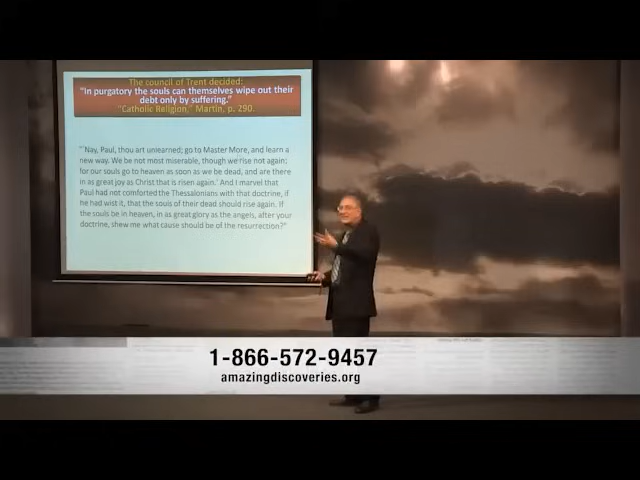 The council of Trent decided:
"In purgatory the souls can themselves wipe out their
debt only by suffering."
"Catholic Religion," Martin, p. 290.
"'Nay, Paul, thou art unlearned; go to Master More, and learn a
new way. We be not most miserable, though we rise not again;
for our souls go to heaven as soon as we be dead, and are there
in as great joy as Christ that is risen again.' And I marvel that
Paul had not comforted the Thessalonians with that doctrine, if
he had wist it, that the souls of their dead should rise again. If
the souls be in heaven, in as great glory as the angels, after your
doctrine, shew me what cause should be of the resurrection?"
1-866-572-9457
amazingdiscoveries.org